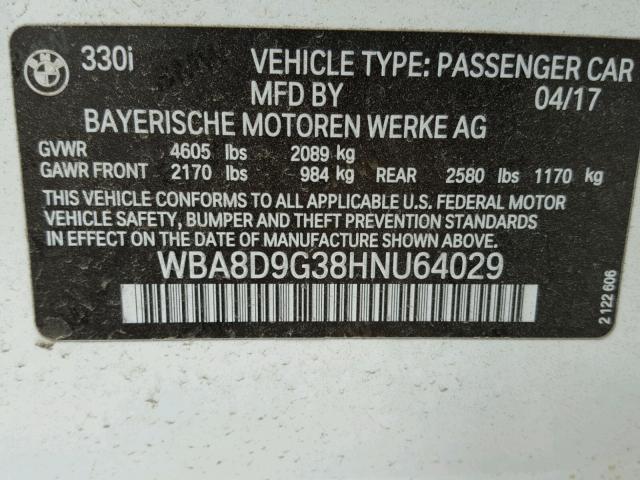 BMW
330i VEHICLE TYPE: PASSENGER CAR
MFD BY 04/17
BAYERISCHE MOTOREN WERKE AG
GVWR 4605 lbs 2089 kg
GAWR FRONT 2170 lbs 984 kg REAR 2580 lbs 1170 kg
THIS VEHICLE CONFORMS TO ALL APPLICABLE U.S. FEDERAL MOTOR
VEHICLE SAFETY, BUMPER AND THEFT PREVENTION STANDARDS
IN EFFECT ON THE DATE OF MANUFACTURE SHOWN ABOVE.
WBA8D9G38HNU64029
2 122 606